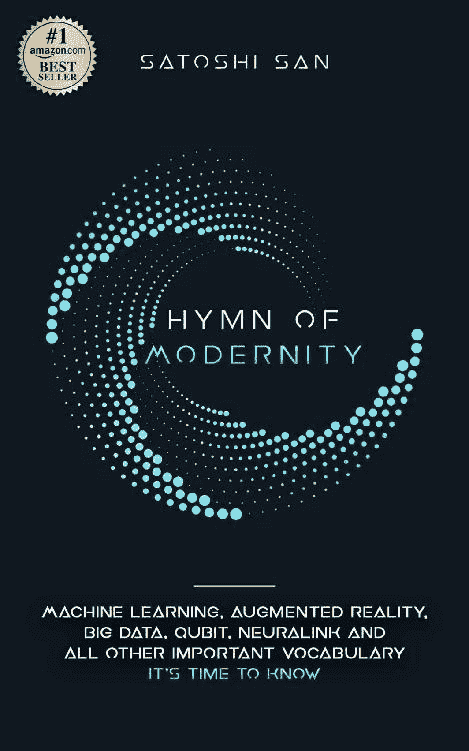 #1
amazon.com
BEST
SELLER
SATOSHI SAN
HYMN OF
MODERNITY
MACHINE LEARNING, AUGMENTED REALITY,
BIG DATA, QUBIT, NEURALINK AND
ALL OTHER IMPORTANT VOCABULARY
IT'S TIME TO KNOW